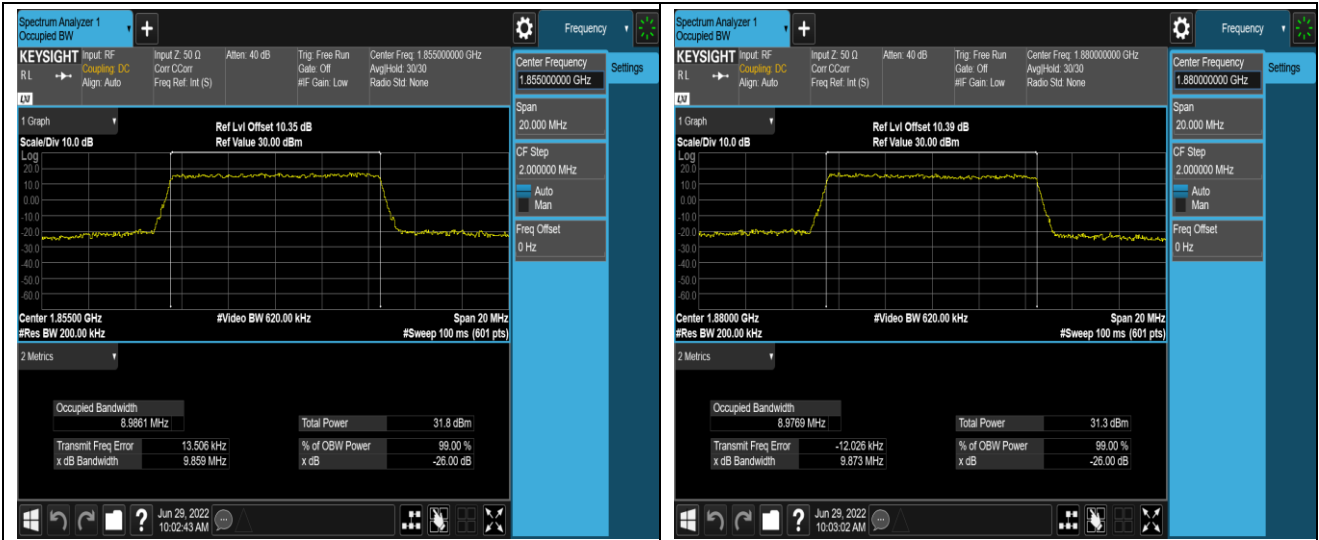 Spectrum Analyzer 1
Occupied BW
+
Frequency
KEYSIGHT Input: RF Input Z: 50 Ω Atten: 40 dB Trig: Free Run Center Freq: 1.855000000 GHz
RL Coupling: DC Corr CCorr Gate: Off Avg|Hold: 30/30
Align: Auto Freq Ref: Int (S) #IF Gain: Low Radio Std: None
LXI
1 Graph
Ref Lvl Offset 10.35 dB
Scale/Div 10.0 dB Ref Value 30.00 dBm
Log
20.0
10.0
0.00
-10.0
-20.0
-30.0
-40.0
-50.0
-60.0
Center 1.85500 GHz #Video BW 620.00 kHz Span 20 MHz
#Res BW 200.00 kHz #Sweep 100 ms (601 pts)
2 Metrics
Occupied Bandwidth
8.9861 MHz Total Power 31.8 dBm
Transmit Freq Error 13.506 kHz % of OBW Power 99.00 %
x dB Bandwidth 9.859 MHz x dB -26.00 dB
? Jun 29, 2022
10:02:43 AM
Center Frequency
1.855000000 GHz
Settings
Span
20.000 MHz
CF Step
2.000000 MHz
Auto
Man
Freq Offset
0 Hz
Spectrum Analyzer 1
Occupied BW
+
Frequency
KEYSIGHT Input: RF Input Z: 50 Ω Atten: 40 dB Trig: Free Run Center Freq: 1.880000000 GHz
RL Coupling: DC Corr CCorr Gate: Off Avg|Hold: 30/30
Align: Auto Freq Ref: Int (S) #IF Gain: Low Radio Std: None
LXI
1 Graph
Ref Lvl Offset 10.39 dB
Scale/Div 10.0 dB Ref Value 30.00 dBm
Log
20.0
10.0
0.00
-10.0
-20.0
-30.0
-40.0
-50.0
-60.0
Center 1.88000 GHz #Video BW 620.00 kHz Span 20 MHz
#Res BW 200.00 kHz #Sweep 100 ms (601 pts)
2 Metrics
Occupied Bandwidth
8.9769 MHz Total Power 31.3 dBm
Transmit Freq Error -12.026 kHz % of OBW Power 99.00 %
x dB Bandwidth 9.873 MHz x dB -26.00 dB
? Jun 29, 2022
10:03:02 AM
Center Frequency
1.880000000 GHz
Settings
Span
20.000 MHz
CF Step
2.000000 MHz
Auto
Man
Freq Offset
0 Hz